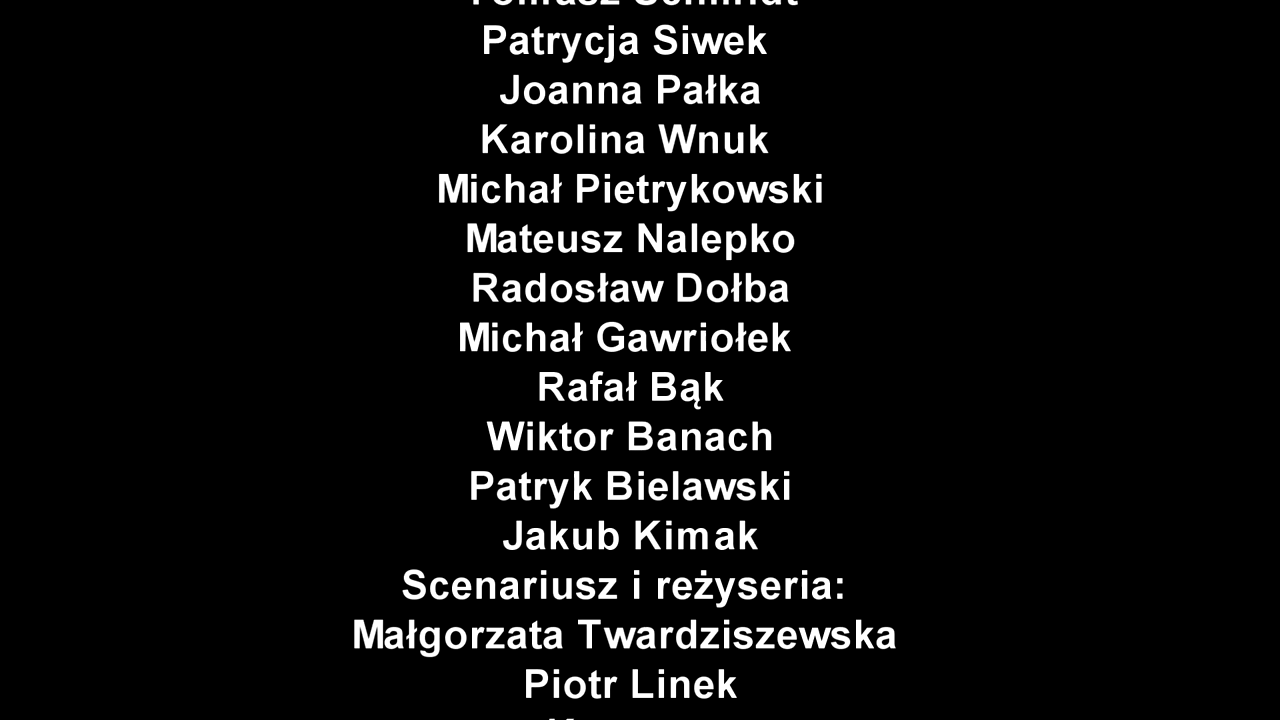 Patrycja Siwek
Joanna Pałka
Karolina Wnuk
Michał Pietrykowski
Mateusz Nalepko
Radosław Dołba
Michał Gawriołek
Rafał Bąk
Wiktor Banach
Patryk Bielawski
Jakub Kimak
Scenariusz i reżyseria:
Małgorzata Twardziszewska
Piotr Linek